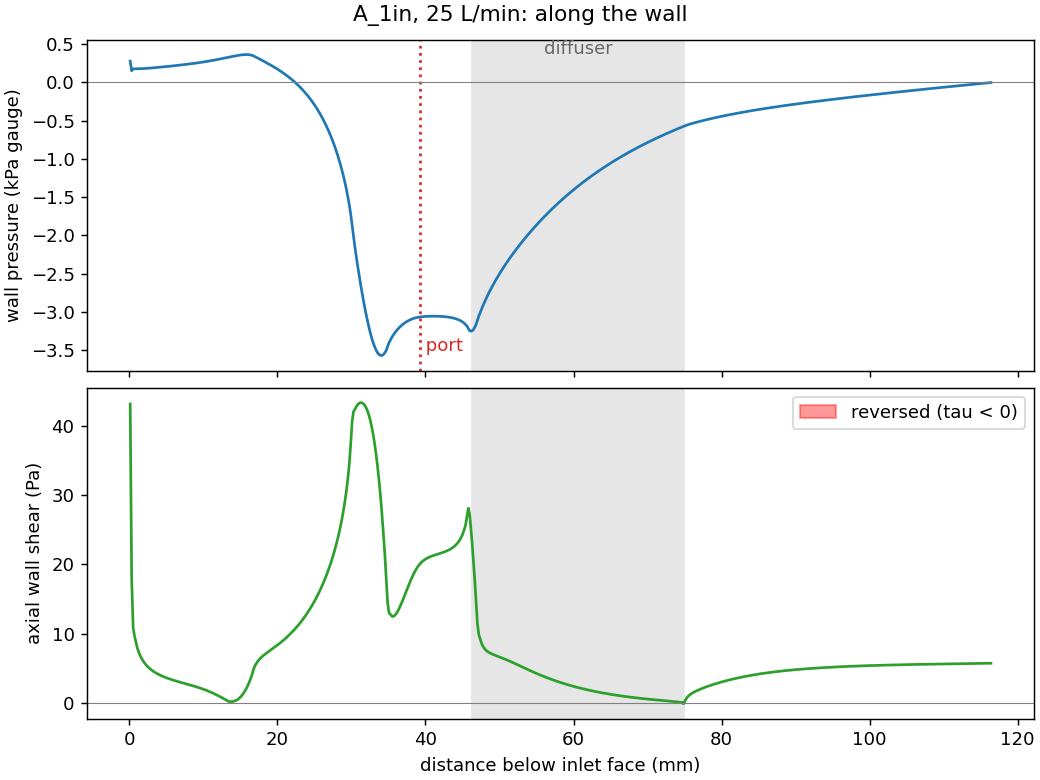 A_1in, 25 L/min: along the wall
diffuser
0.5
0.0
−0.5
−1.0
−1.5
−2.0
−2.5
−3.0
−3.5
wall pressure (kPa gauge)
port
reversed (tau < 0)
40
30
20
10
0
axial wall shear (Pa)
0 20 40 60 80 100 120
distance below inlet face (mm)